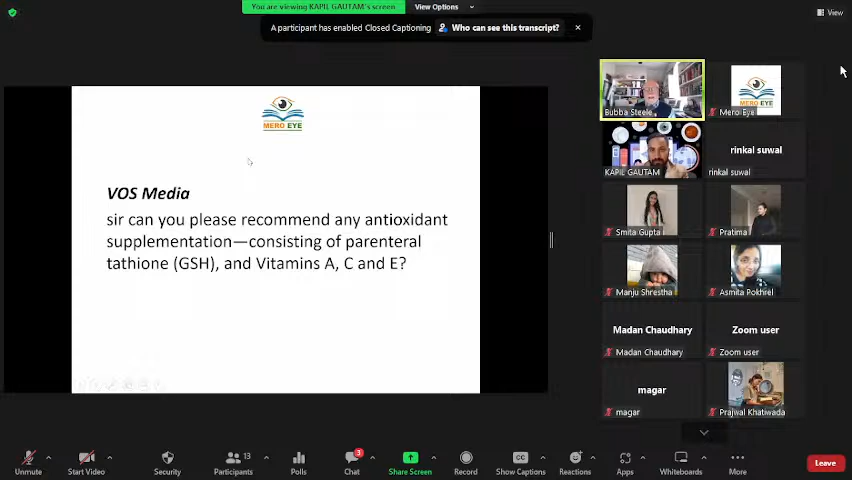 You are viewing KAPIL GAUTAM's screen
View Options
A participant has enabled Closed Captioning
Who can see this transcript?
View
MERO EYE
VOS Media
sir can you please recommend any antioxidant
supplementation—consisting of parenteral
tathione (GSH), and Vitamins A, C and E?
Bubba Steele
MERO EYE
Mero Eye
KAPIL GAUTAM
rinkal suwal
rinkal suwal
Smita Gupta
Pratima
Manju Shrestha
Asmita Pokhrel
Madan Chaudhary
Madan Chaudhary
Zoom user
Zoom user
magar
magar
Prajwal Khatiwada
Unmute
Start Video
Security
13
Participants
Polls
3
Chat
Share Screen
Record
CC
Show Captions
Reactions
Apps
Whiteboards
More
Leave